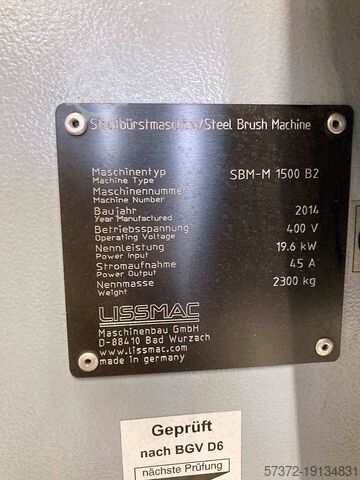 Stahlbürstmaschine/Steel Brush Machine
Maschinentyp SBM-M 1500 B2
Machine Type
Maschinennummer
Machine Number
Baujahr 2014
Year Manufactured
Betriebsspannung 400 V
Operating Voltage
Nennleistung 19.6 kW
Power Input
Stromaufnahme 45 A
Power Output
Nennmasse 2300 kg
Weight
LISSMAC
Maschinenbau GmbH
D-88410 Bad Wurzach
www.lissmac.com
made in germany
Geprüft
nach BGV D6
nächste Prüfung
57372-19134831